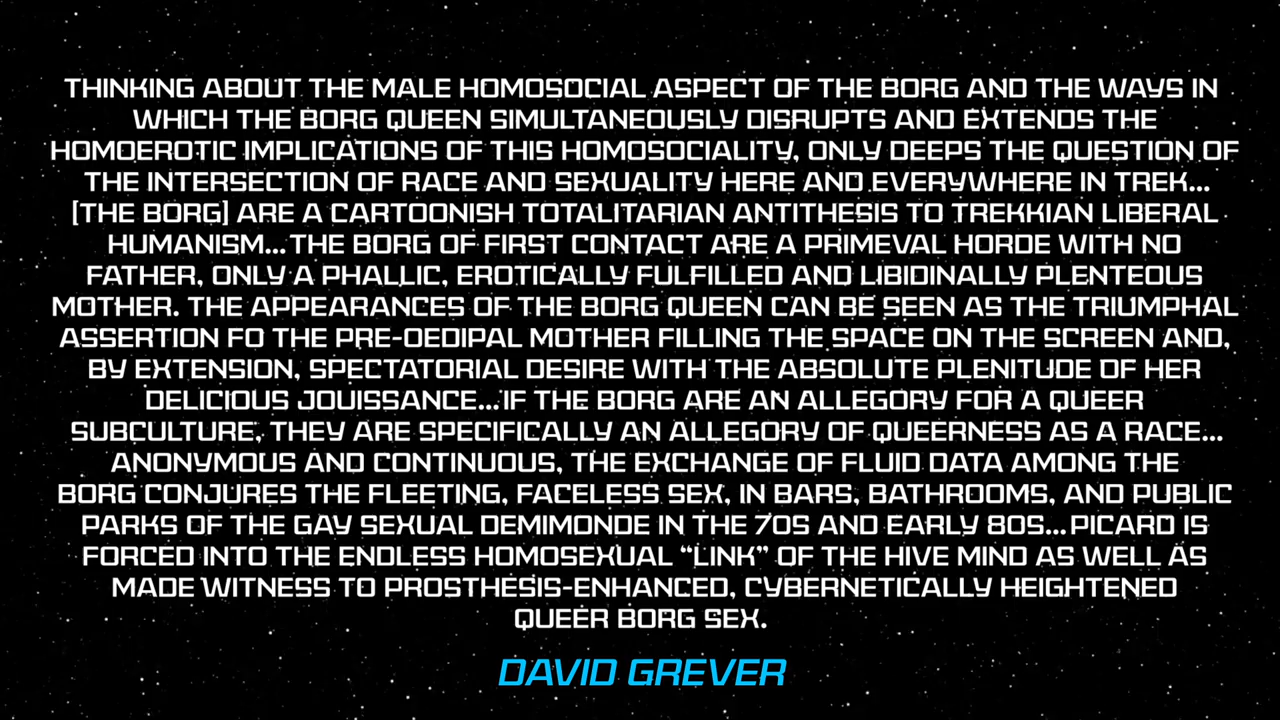 THINKING ABOUT THE MALE HOMOSOCIAL ASPECT OF THE BORG AND THE WAYS IN
WHICH THE BORG QUEEN SIMULTANEOUSLY DISRUPTS AND EXTENDS THE
HOMOEROTIC IMPLICATIONS OF THIS HOMOSOCIALITY, ONLY DEEPS THE QUESTION OF
THE INTERSECTION OF RACE AND SEXUALITY HERE AND EVERYWHERE IN TREK...
[THE BORG] ARE A CARTOONISH TOTALITARIAN ANTITHESIS TO TREKKIAN LIBERAL
HUMANISM...THE BORG OF FIRST CONTACT ARE A PRIMEVAL HORDE WITH NO
FATHER, ONLY A PHALLIC, EROTICALLY FULFILLED AND LIBIDINALLY PLENTEOUS
MOTHER. THE APPEARANCES OF THE BORG QUEEN CAN BE SEEN AS THE TRIUMPHAL
ASSERTION FO THE PRE-OEDIPAL MOTHER FILLING THE SPACE ON THE SCREEN AND,
BY EXTENSION, SPECTATORIAL DESIRE WITH THE ABSOLUTE PLENITUDE OF HER
DELICIOUS JOUISSANCE...IF THE BORG ARE AN ALLEGORY FOR A QUEER
SUBCULTURE, THEY ARE SPECIFICALLY AN ALLEGORY OF QUEERNESS AS A RACE...
ANONYMOUS AND CONTINUOUS, THE EXCHANGE OF FLUID DATA AMONG THE
BORG CONJURES THE FLEETING, FACELESS SEX, IN BARS, BATHROOMS, AND PUBLIC
PARKS OF THE GAY SEXUAL DEMIMONDE IN THE 70S AND EARLY 80S...PICARD IS
FORCED INTO THE ENDLESS HOMOSEXUAL “LINK” OF THE HIVE MIND AS WELL AS
MADE WITNESS TO PROSTHESIS-ENHANCED, CYBERNETICALLY HEIGHTENED
QUEER BORG SEX.
DAVID GREVER